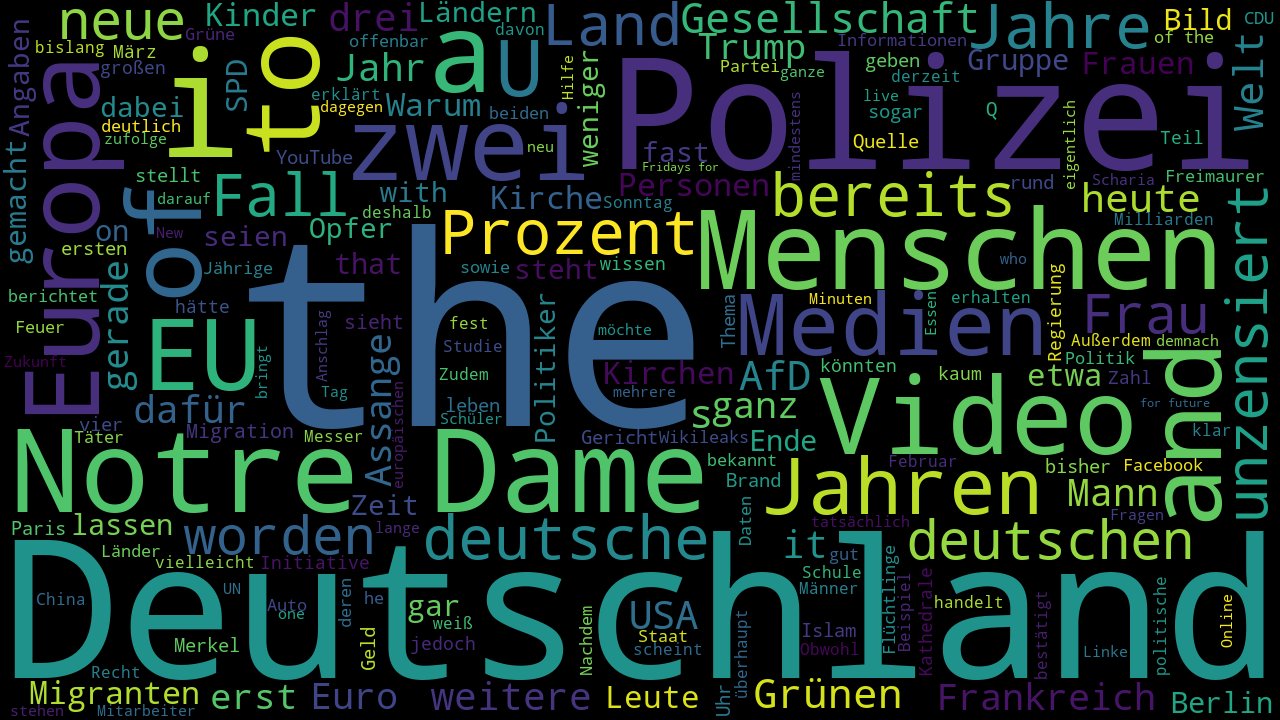 neue
Kinder
drei
Ländern
davon
Land
Gesellschaft
Jahre
Bild
CDU
bislang
März
Grüne
offenbar
a
U
Trump
Informationen
of the
Angaben
großen
SPD
to
Jahr
Partei
ganze
geben
Gruppe
Frauen
Welt
i
dabei
erklärt
dagegen
Warum
beiden
Hilfe
weniger
Polizei
derzeit
live
sogar
Q
deutlich
zufolge
zwei
neu
fast
mindestens
Quelle
eigentlich
Teil
Europa
gemacht
stellt
YouTube
Fridays for
darauf
Fall
with
Kirche
Sonntag
Personen
bereits
rund
Scharia
Freimaurer
heute
of
New
deshalb
Opfer
Prozent
Menschen
Milliarden
on
ersten
seien
unzensiert
gerade
Jährige
that
sowie
steht
wissen
who
berichtet
hätte
the
Minuten
Essen
erhalten
Feuer
EU
Anschlag
sieht
fest
Politiker
möchte
Thema
Medien
Regierung
Frau
Außerdem
demnach
Zukunft
bringt
Assange
Studie
Zudem
Kirchen
AfD
könnten
kaum
Politik
etwa
Zahl
and
Tag
europäischen
leben
Schüler
mehrere
s
ganz
Video
for future
dafür
vier
Täter
Migration
Messer
Gericht
Wikileaks
Ende
klar
Notre Dame
bekannt
Februar
bisher
Facebook
Zeit
Brand
Jahren
Mann
Fragen
Paris
lassen
worden
lange
deutsche
Daten
tatsächlich
it
gut
deutschen
Länder
vielleicht
Initiative
Deutschland
Schule
Männer
Flüchtlinge
Beispiel
Kathedrale
handelt
bestätigt
politische
Online
China
UN
Auto
one
deren
he
gar
weiß
jedoch
Nachdem
USA
Staat
scheint
überhaupt
Islam
Obwohl
Linke
Merkel
Geld
Recht
Migranten
erst
Euro
weitere
Leute
Uhr
Grünen
Frankreich
Berlin
stehen
Mitarbeiter